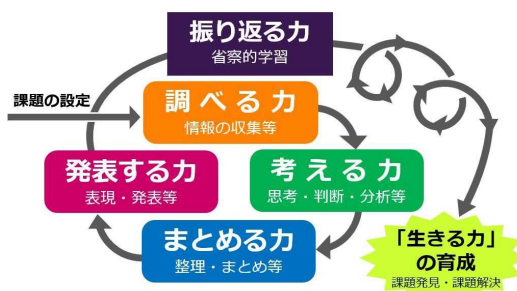 振り返る力
省察的学習
課題の設定
調べる力
情報の収集等
発表する力
表現・発表等
考える力
思考・判断・分析等
まとめる力
整理・まとめ等
「生きる力」
の育成
課題発見・課題解決